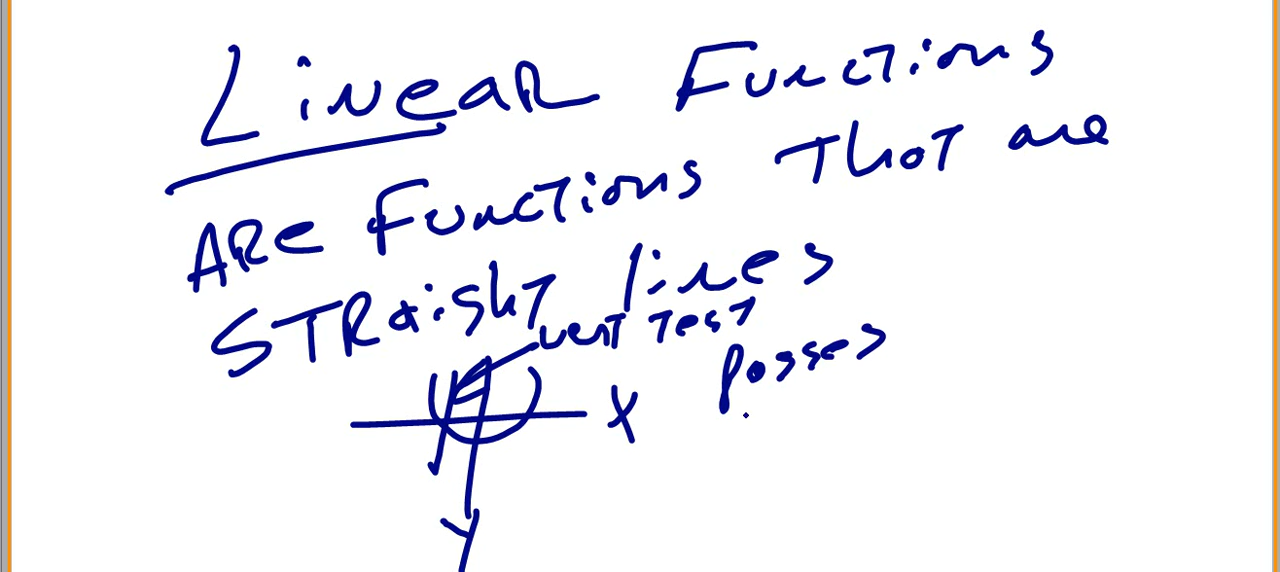 Linear Functions
ARe Functions That are
STRaight lines
vert Test
Passes
X
Y